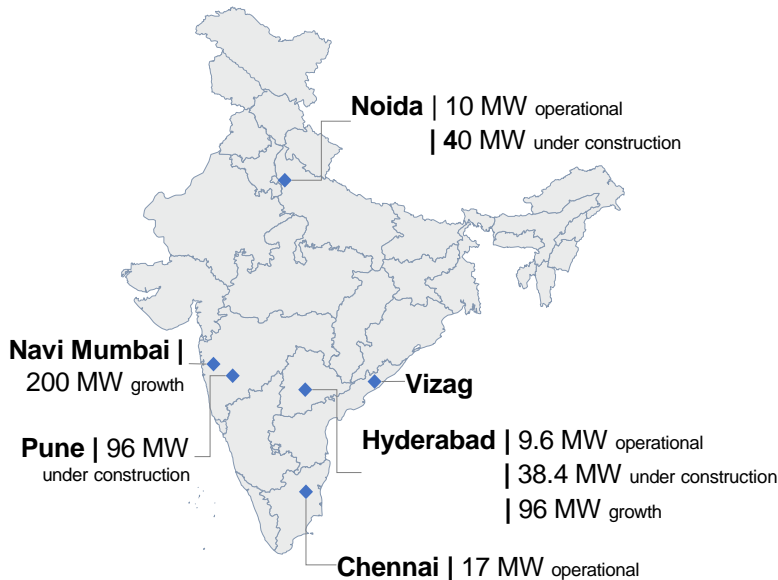 Noida | 10 MW operational
| 40 MW under construction
Navi Mumbai |
200 MW growth
Vizag
Pune | 96 MW
under construction
Hyderabad | 9.6 MW operational
| 38.4 MW under construction
| 96 MW growth
Chennai | 17 MW operational